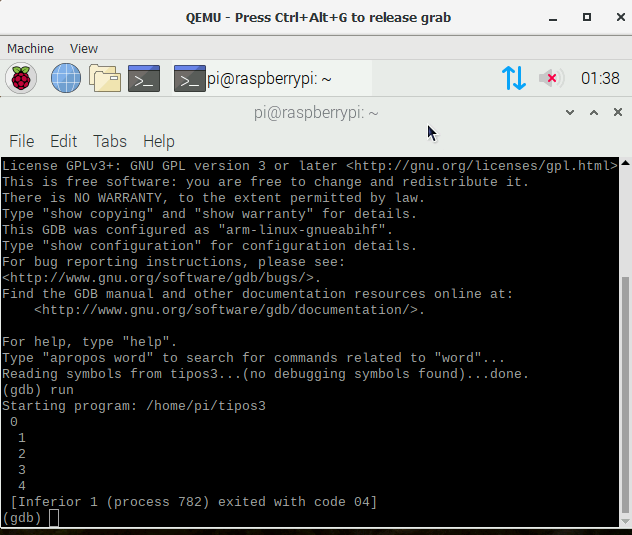 QEMU - Press Ctrl+Alt+G to release grab
Machine View
pi@raspberrypi: ~ 01:38
pi@raspberrypi: ~
File Edit Tabs Help
License GPLv3+: GNU GPL version 3 or later <http://gnu.org/licenses/gpl.html>
This is free software: you are free to change and redistribute it.
There is NO WARRANTY, to the extent permitted by law.
Type "show copying" and "show warranty" for details.
This GDB was configured as "arm-linux-gnueabihf".
Type "show configuration" for configuration details.
For bug reporting instructions, please see:
<http://www.gnu.org/software/gdb/bugs/>.
Find the GDB manual and other documentation resources online at:
    <http://www.gnu.org/software/gdb/documentation/>.

For help, type "help".
Type "apropos word" to search for commands related to "word"...
Reading symbols from tipos3...(no debugging symbols found)...done.
(gdb) run
Starting program: /home/pi/tipos3
 0
  1
  2
  3
  4
 [Inferior 1 (process 782) exited with code 04]
(gdb)